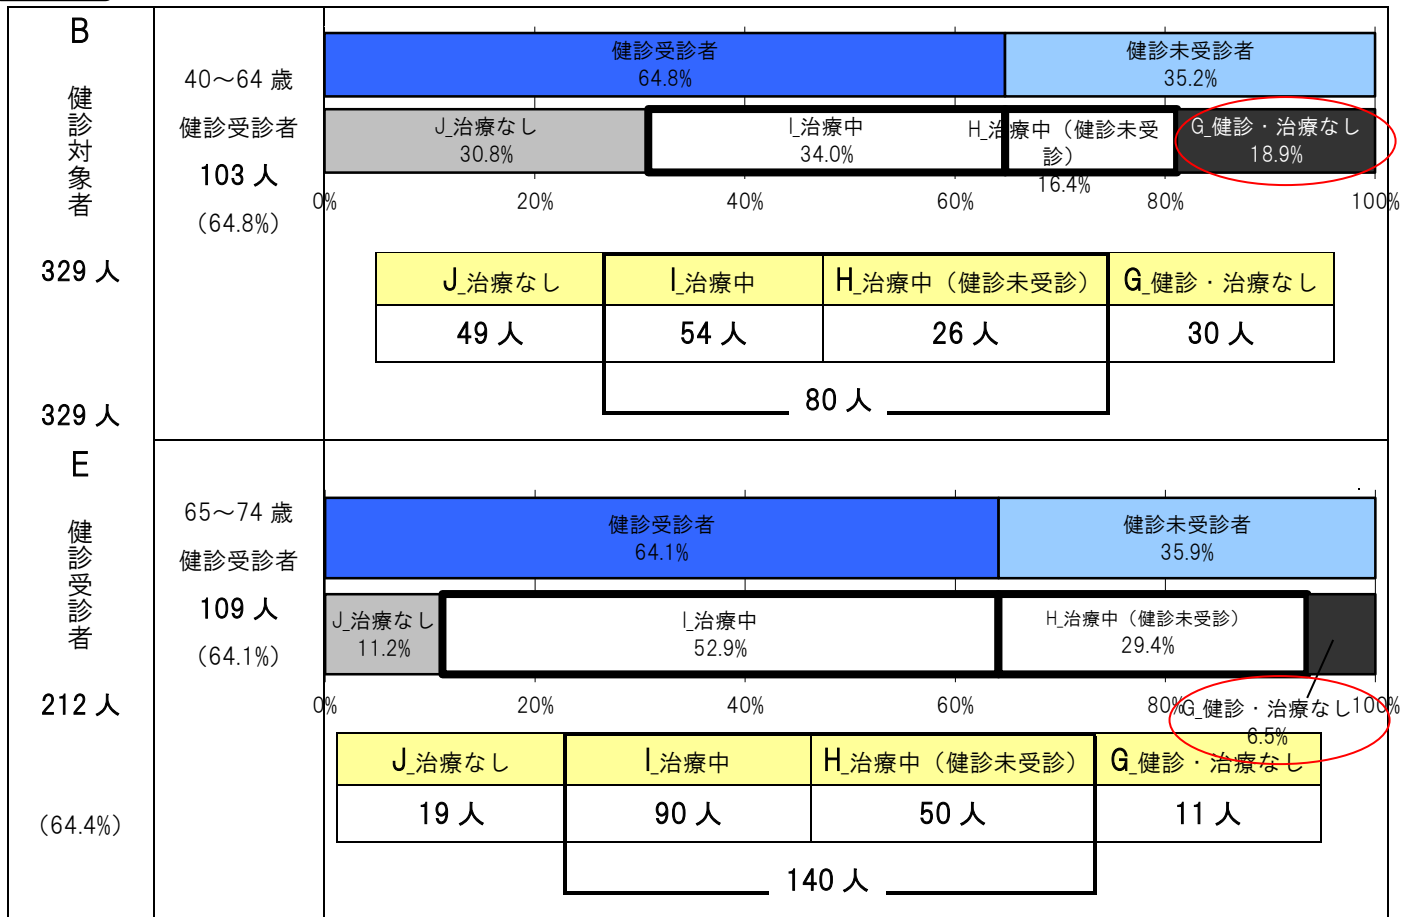 B
健診対象者
329 人
329 人
40～64 歳
健診受診者
103 人
(64.8%)
健診受診者
64.8%
健診未受診者
35.2%
J_治療なし
30.8%
I_治療中
34.0%
H_治療中（健診未受
診）
16.4%
G_健診・治療なし
18.9%
0%
20%
40%
60%
80%
100%
J_治療なし
I_治療中
H_治療中（健診未受診）
G_健診・治療なし
49 人
54 人
26 人
30 人
80 人
E
健診受診者
212 人
(64.4%)
65～74 歳
健診受診者
109 人
(64.1%)
健診受診者
64.1%
健診未受診者
35.9%
J_治療なし
11.2%
I_治療中
52.9%
H_治療中（健診未受診）
29.4%
0%
20%
40%
60%
80%
100%
G_健診・治療なし
6.5%
J_治療なし
I_治療中
H_治療中（健診未受診）
G_健診・治療なし
19 人
90 人
50 人
11 人
140 人